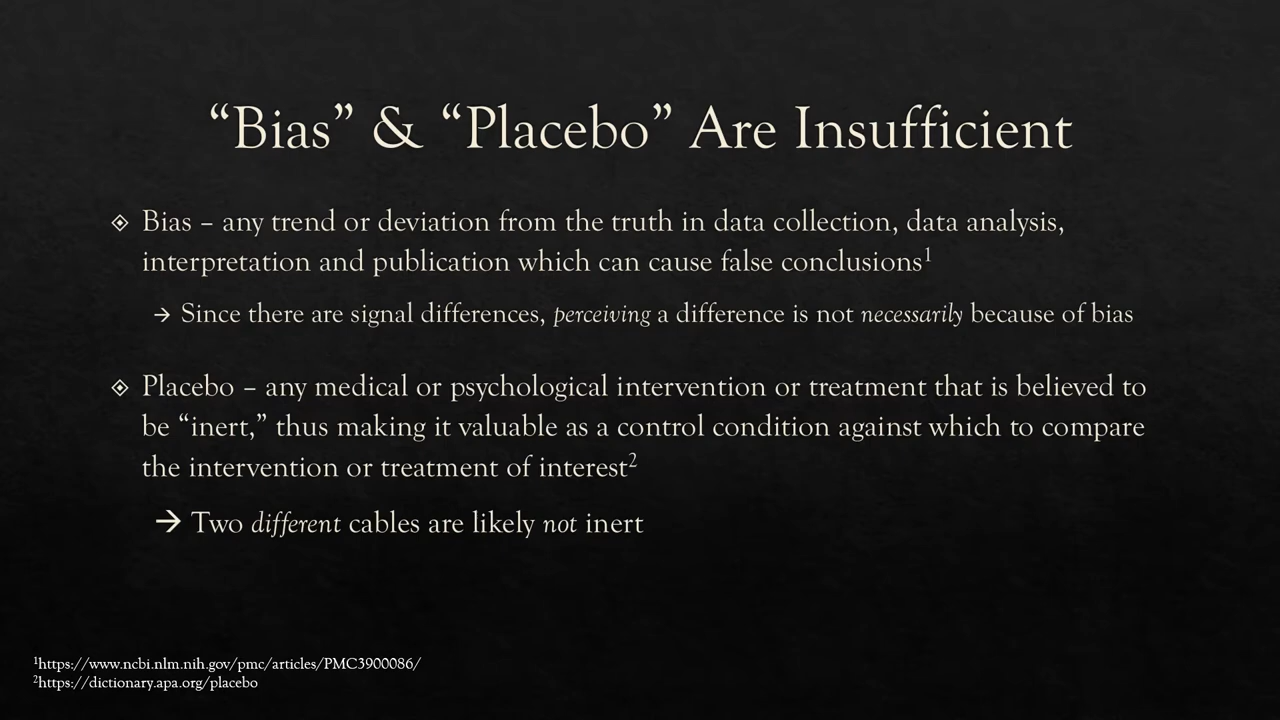 “Bias” & “Placebo” Are Insufficient
Bias – any trend or deviation from the truth in data collection, data analysis,
interpretation and publication which can cause false conclusions¹
→ Since there are signal differences, perceiving a difference is not necessarily because of bias
Placebo – any medical or psychological intervention or treatment that is believed to
be “inert,” thus making it valuable as a control condition against which to compare
the intervention or treatment of interest²
→ Two different cables are likely not inert
¹https://www.ncbi.nlm.nih.gov/pmc/articles/PMC3900086/
²https://dictionary.apa.org/placebo